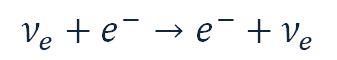 νₑ + e⁻ → e⁻ + νₑ